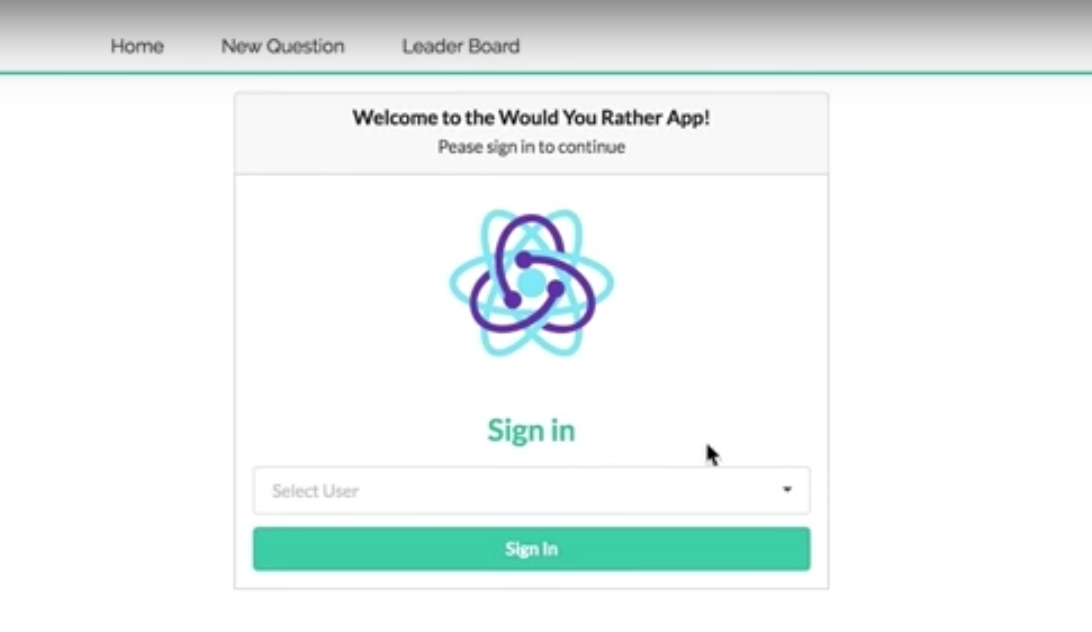 Home New Question Leader Board
Welcome to the Would You Rather App!
Pease sign in to continue
Sign in
Select User
Sign In